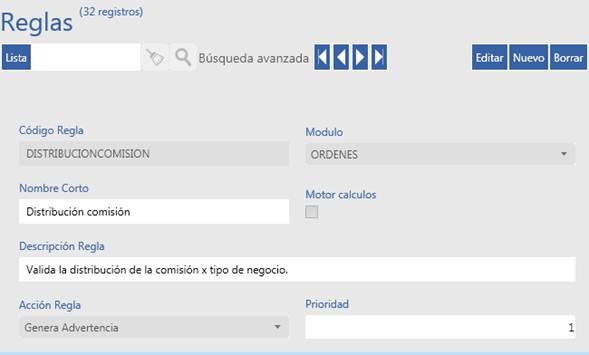 Reglas (32 registros)
Lista Búsqueda avanzada Editar Nuevo Borrar
Código Regla Modulo
DISTRIBUCIONCOMISION ORDENES
Nombre Corto Motor calculos
Distribución comisión
Descripción Regla
Valida la distribución de la comisión x tipo de negocio.
Acción Regla Prioridad
Genera Advertencia 1